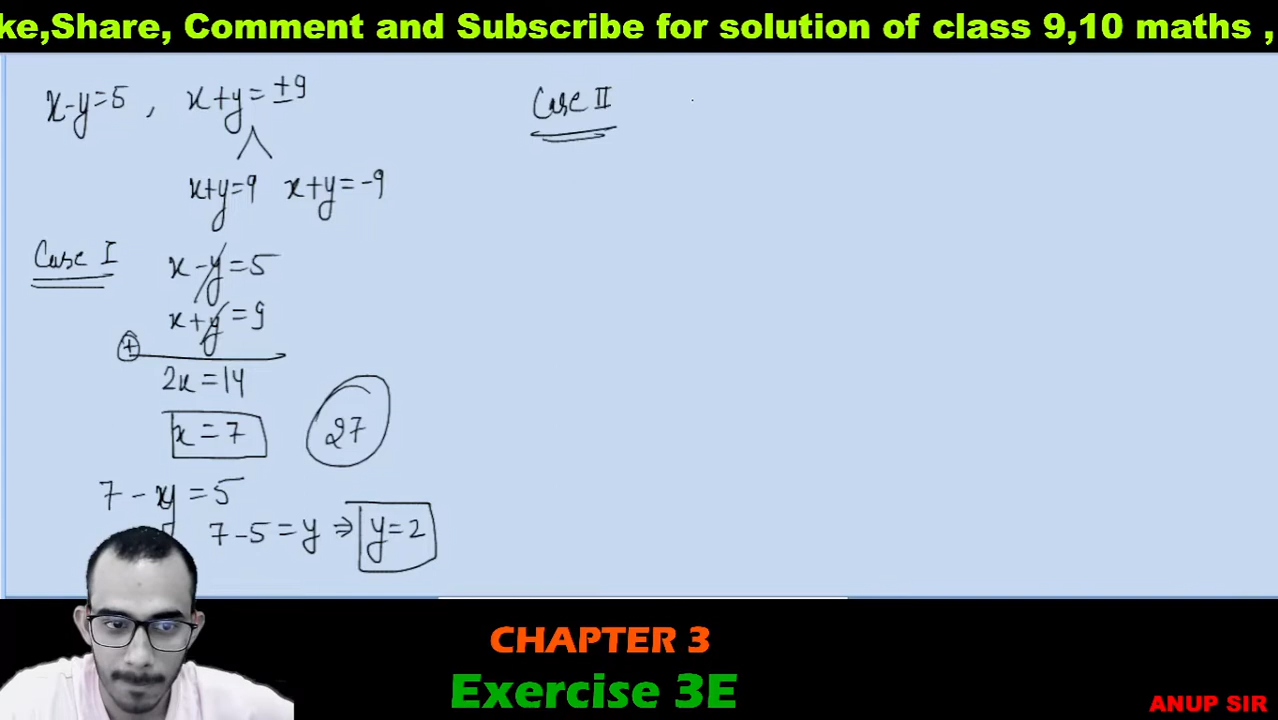 ke,Share, Comment and Subscribe for solution of class 9,10 maths ,
x-y=5 , x+y=±9
x+y=9 x+y=-9
Case I
x-y=5
x+y=9
+
2x=14
x=7
27
7-y=5
7-5=y⇒ y=2
Case II
CHAPTER 3
Exercise 3E
ANUP SIR